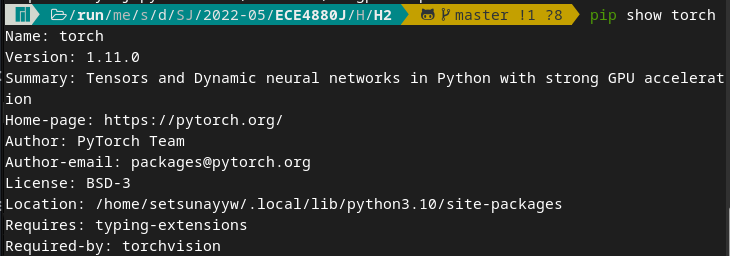 /run/me/s/d/SJ/2022-05/ECE4880J/H/H2 master !1 ?8 pip show torch
Name: torch
Version: 1.11.0
Summary: Tensors and Dynamic neural networks in Python with strong GPU accelerat
ion
Home-page: https://pytorch.org/
Author: PyTorch Team
Author-email: packages@pytorch.org
License: BSD-3
Location: /home/setsunayyw/.local/lib/python3.10/site-packages
Requires: typing-extensions
Required-by: torchvision